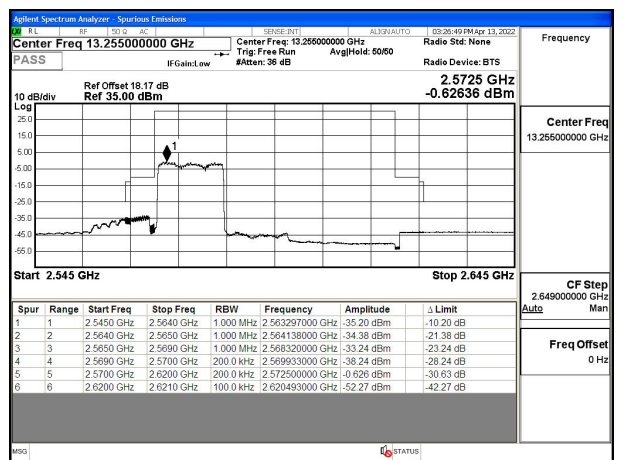 Agilent Spectrum Analyzer - Spurious Emissions
RL RF 50 Ω AC SENSE:INT ALIGN AUTO 03:26:49 PM Apr 13, 2022
Center Freq 13.255000000 GHz Center Freq: 13.255000000 GHz Radio Std: None
Trig: Free Run Avg|Hold: 50/50
PASS IFGain:Low #Atten: 36 dB Radio Device: BTS
Ref Offset 18.17 dB 2.5725 GHz
10 dB/div Ref 35.00 dBm -0.62636 dBm
Log
25.0
15.0
1
5.00
-5.00
-15.0
-25.0
-35.0
-45.0
-55.0
Start 2.545 GHz Stop 2.645 GHz
Spur Range Start Freq Stop Freq RBW Frequency Amplitude Δ Limit
1 1 2.5450 GHz 2.5640 GHz 1.000 MHz 2.563297000 GHz -35.20 dBm -10.20 dB
2 2 2.5640 GHz 2.5650 GHz 1.000 MHz 2.564138000 GHz -34.38 dBm -21.38 dB
3 3 2.5650 GHz 2.5690 GHz 1.000 MHz 2.568320000 GHz -33.24 dBm -23.24 dB
4 4 2.5690 GHz 2.5700 GHz 200.0 kHz 2.569933000 GHz -38.24 dBm -28.24 dB
5 5 2.5700 GHz 2.6200 GHz 200.0 kHz 2.572500000 GHz -0.626 dBm -30.63 dB
6 6 2.6200 GHz 2.6210 GHz 100.0 kHz 2.620493000 GHz -52.27 dBm -42.27 dB
MSG STATUS
Frequency
Center Freq
13.255000000 GHz
CF Step
2.649000000 GHz
Auto Man
Freq Offset
0 Hz